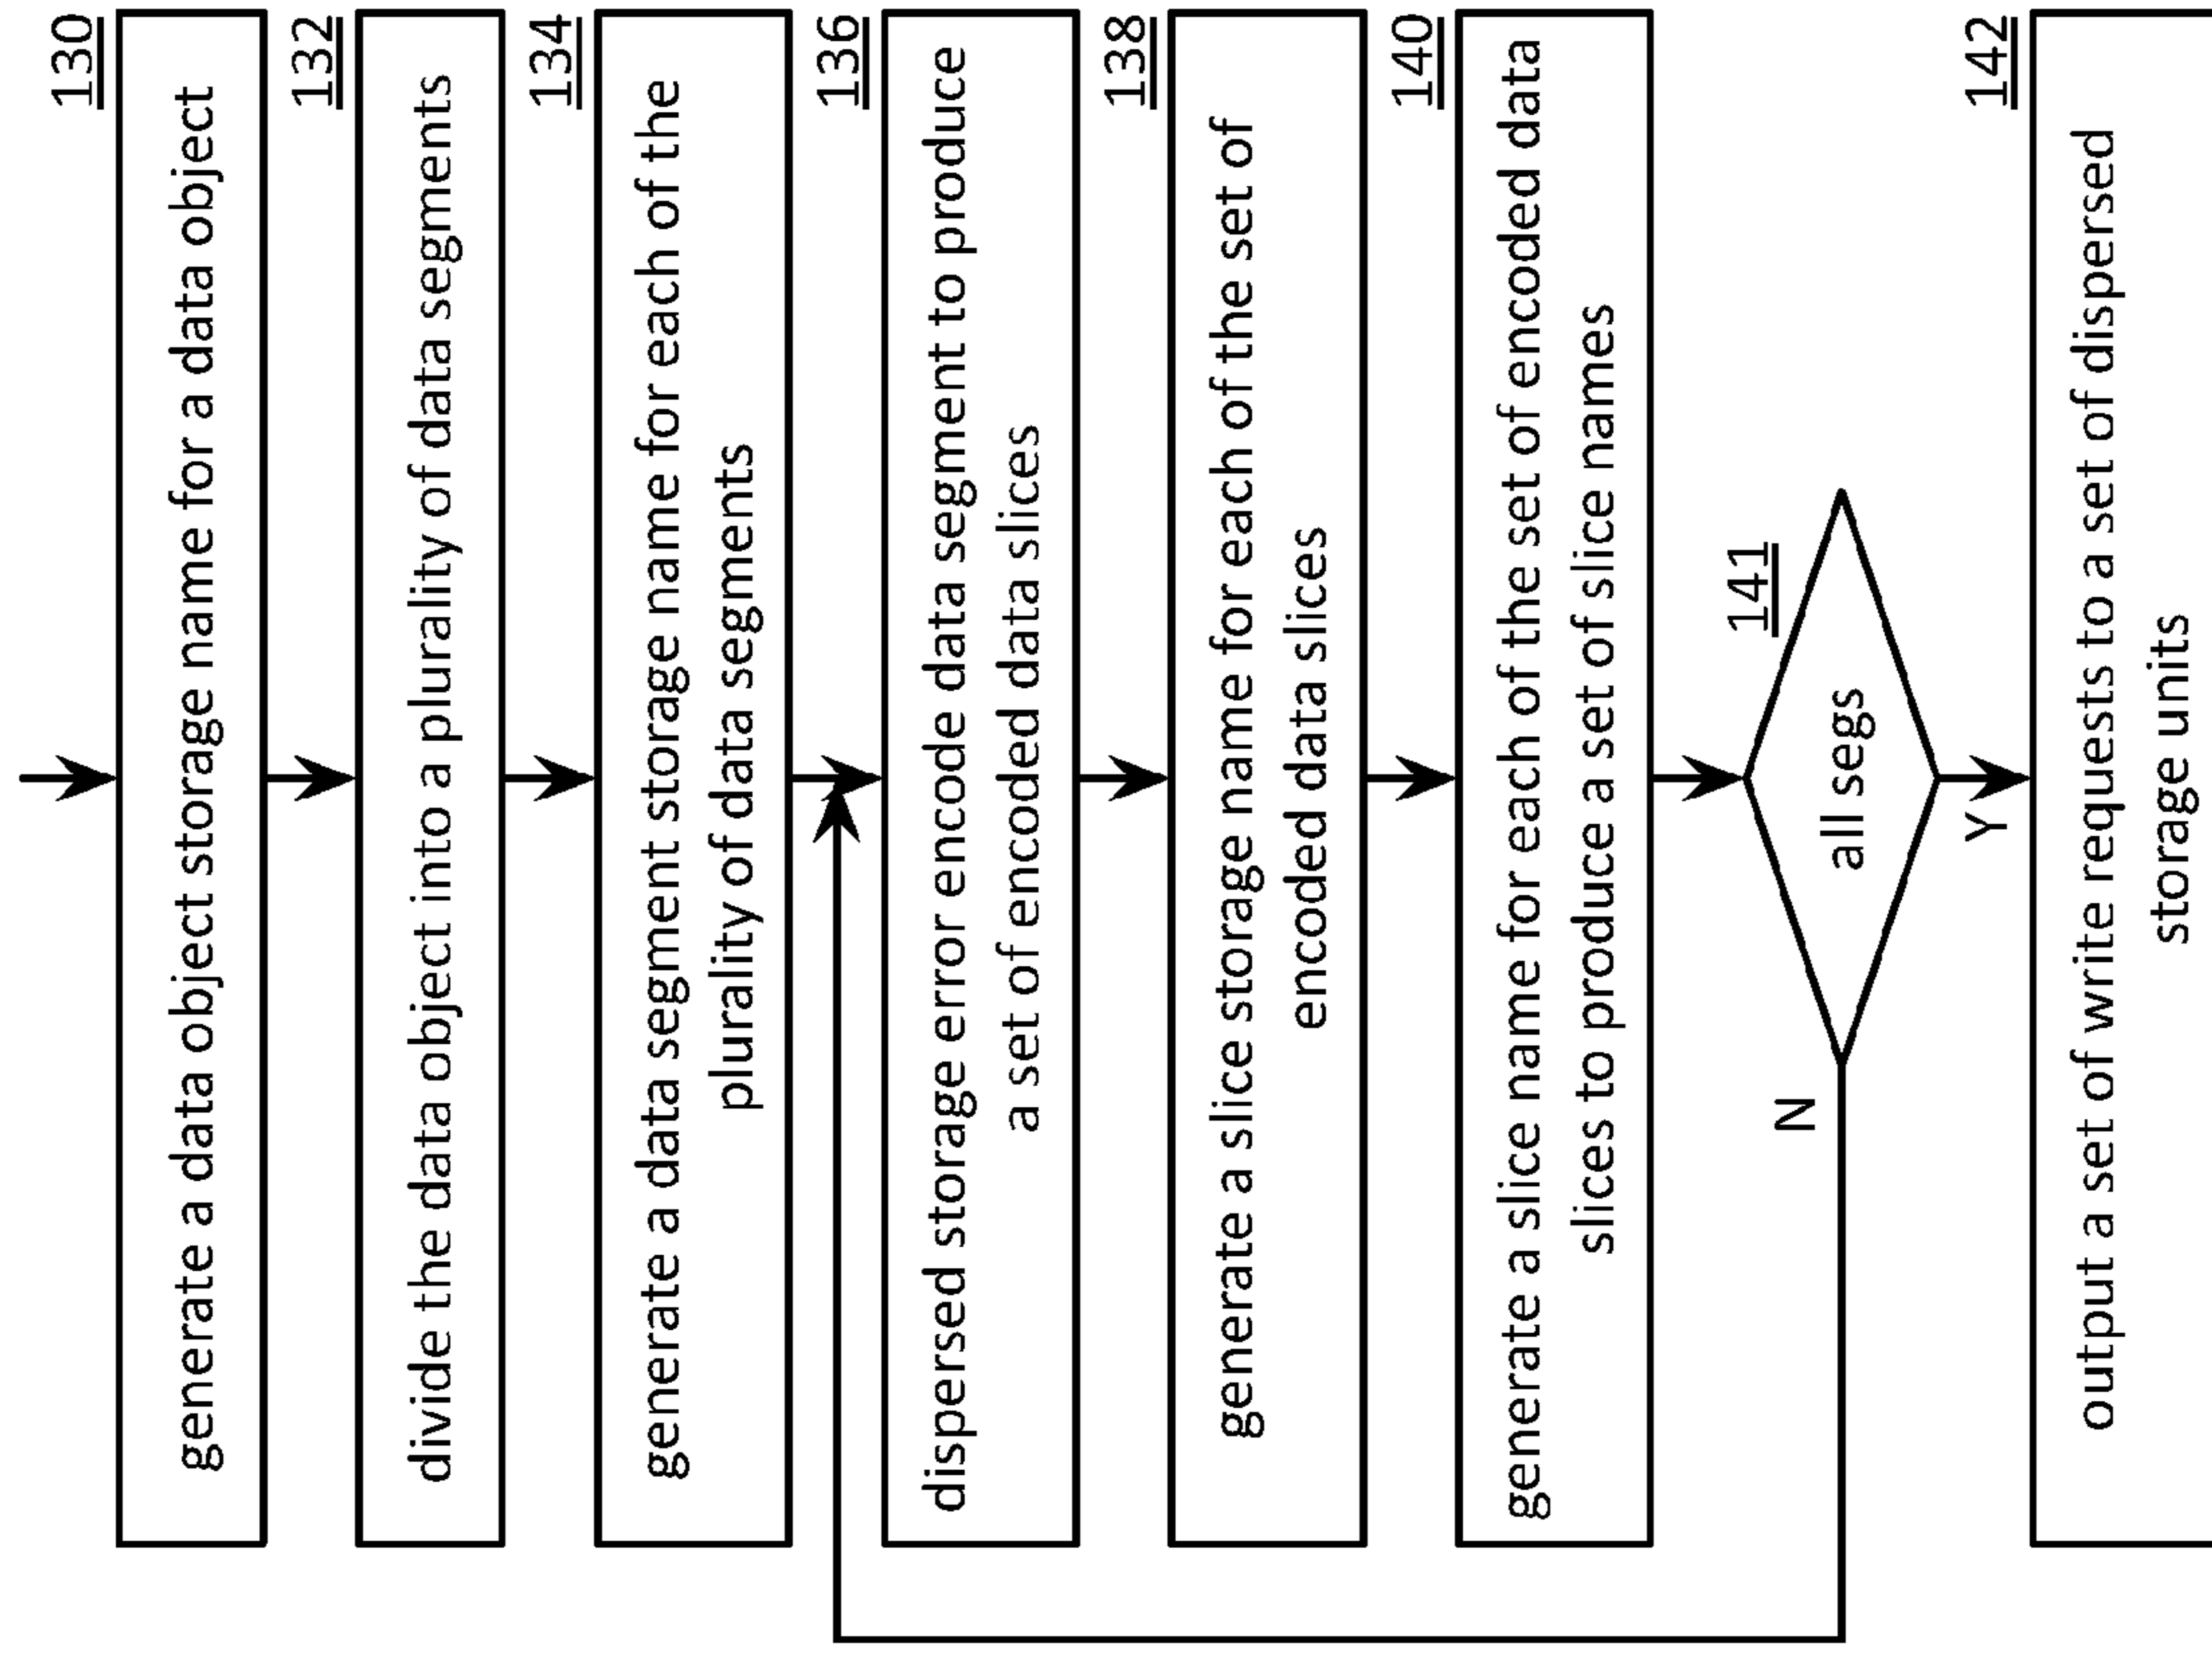 130
generate a data object storage name for a data object
132
divide the data object into a plurality of data segments
134
generate a data segment storage name for each of the
plurality of data segments
136
dispersed storage error encode data segment to produce
a set of encoded data slices
138
generate a slice storage name for each of the set of
encoded data slices
140
generate a slice name for each of the set of encoded data
slices to produce a set of slice names
141
all segs
N
Y
142
output a set of write requests to a set of dispersed
storage units